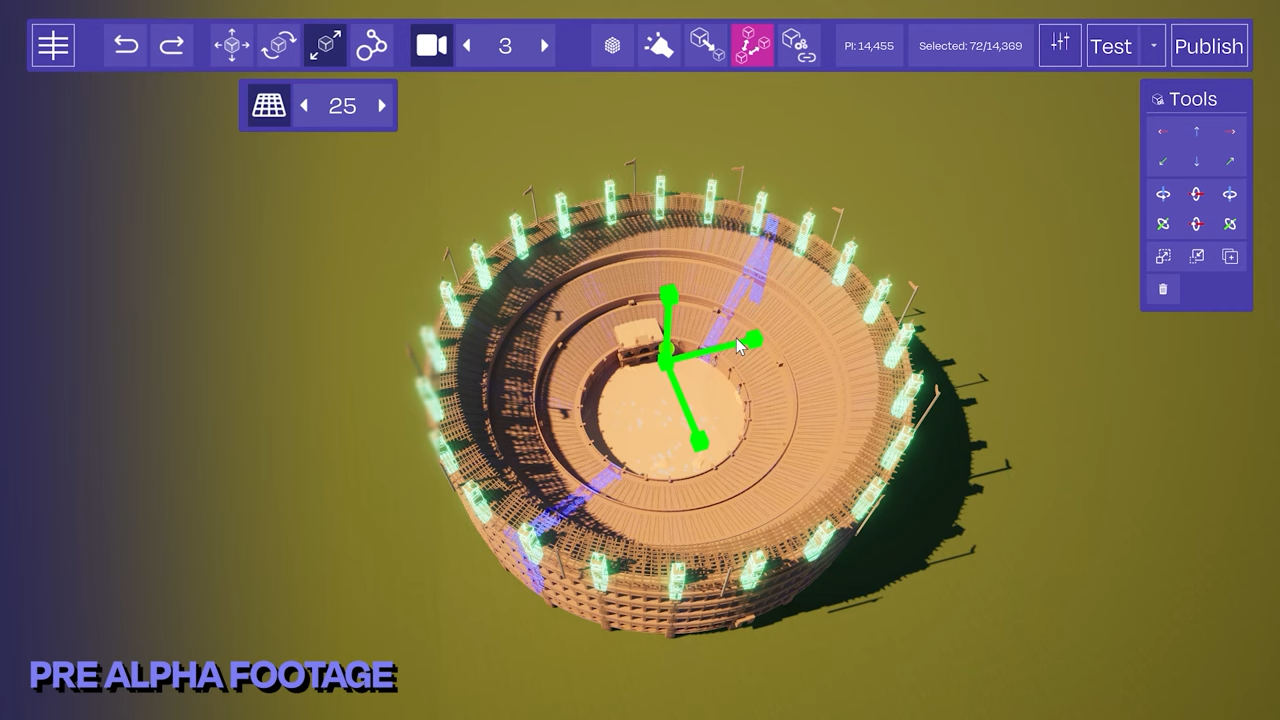 3
PI: 14,455
Selected: 72/14,369
Test
Publish
25
Tools
PRE ALPHA FOOTAGE